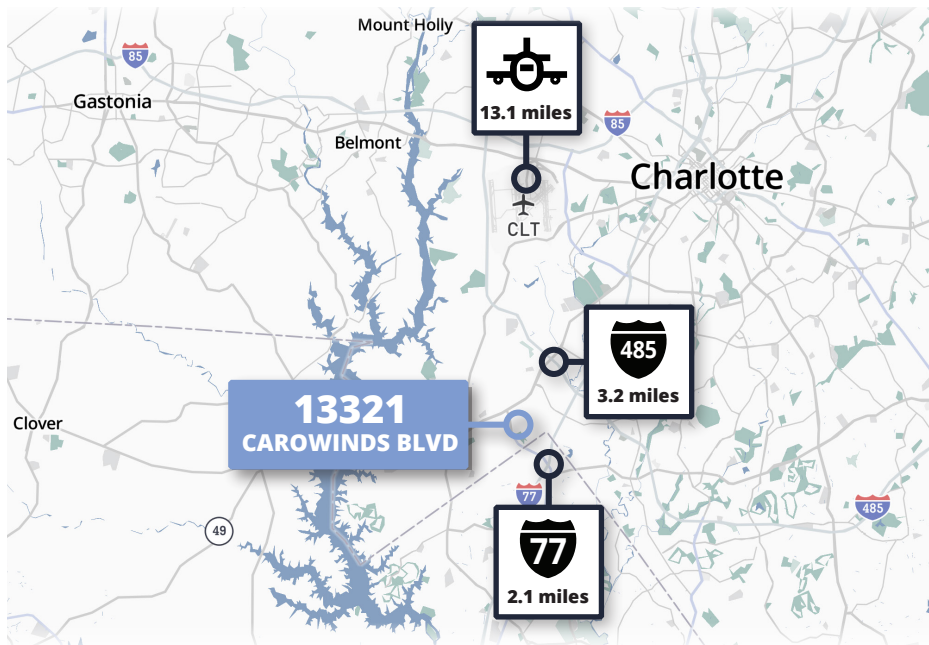 Mount Holly
85
Gastonia
13.1 miles
85
Belmont
Charlotte
CLT
485
3.2 miles
13321
CAROWINDS BLVD
Clover
77
485
49
77
2.1 miles